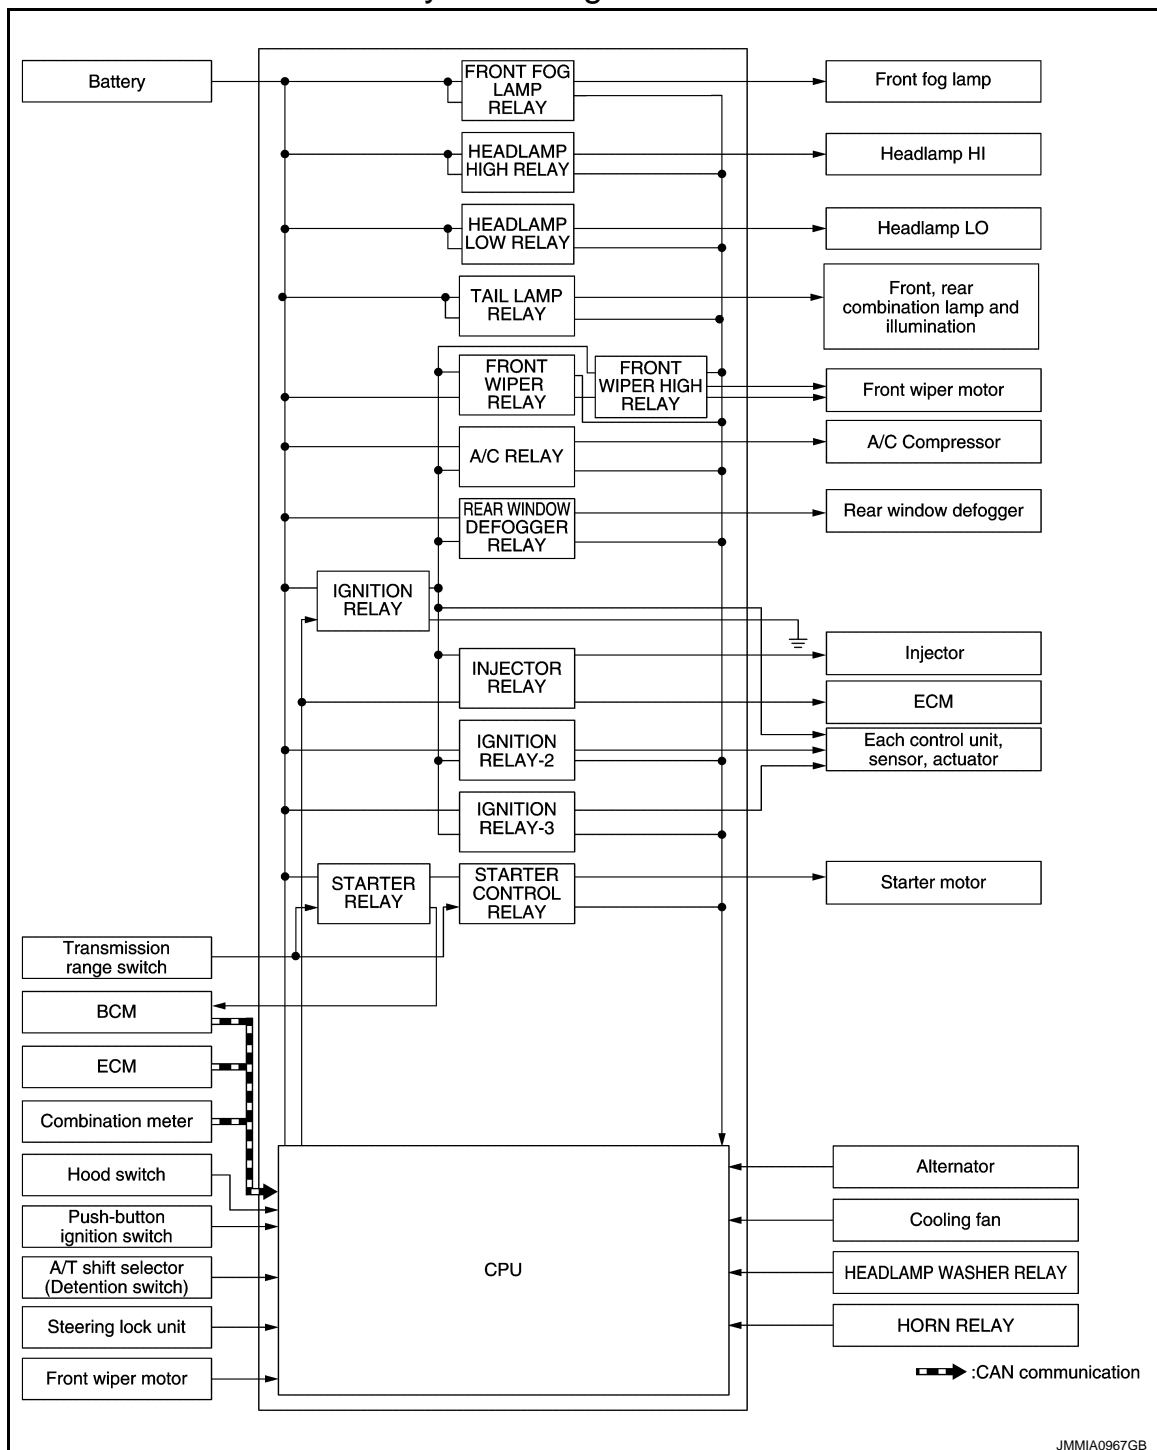 Battery
FRONT FOG
LAMP
RELAY
Front fog lamp
HEADLAMP
HIGH RELAY
Headlamp HI
HEADLAMP
LOW RELAY
Headlamp LO
TAIL LAMP
RELAY
Front, rear
combination lamp and
illumination
FRONT
WIPER
RELAY
FRONT
WIPER HIGH
RELAY
Front wiper motor
A/C RELAY
A/C Compressor
REAR WINDOW
DEFOGGER
RELAY
Rear window defogger
IGNITION
RELAY
INJECTOR
RELAY
Injector
ECM
IGNITION
RELAY-2
Each control unit,
sensor, actuator
IGNITION
RELAY-3
STARTER
RELAY
STARTER
CONTROL
RELAY
Starter motor
Transmission
range switch
BCM
ECM
Combination meter
Hood switch
Push-button
ignition switch
A/T shift selector
(Detention switch)
Steering lock unit
Front wiper motor
CPU
Alternator
Cooling fan
HEADLAMP WASHER RELAY
HORN RELAY
:CAN communication
JMMIA0967GB